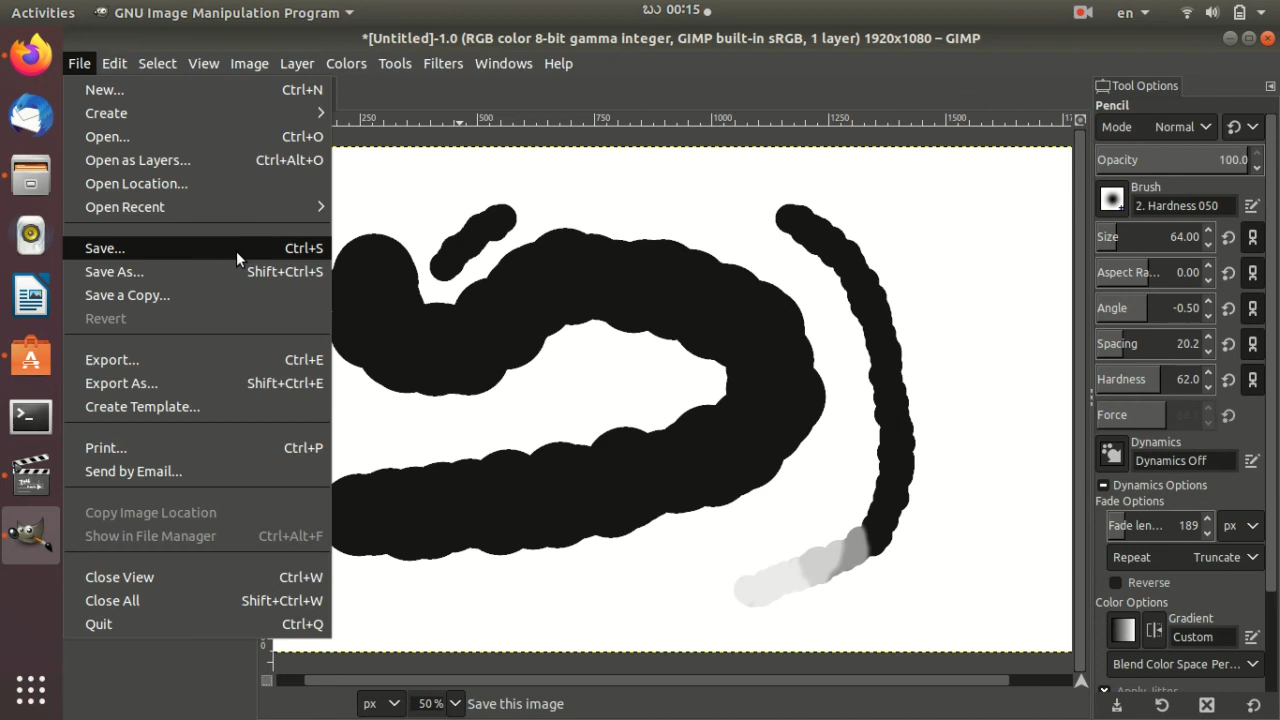 Activities GNU Image Manipulation Program ພວ 00:15 en
*[Untitled]-1.0 (RGB color 8-bit gamma integer, GIMP built-in sRGB, 1 layer) 1920x1080 – GIMP
File Edit Select View Image Layer Colors Tools Filters Windows Help
New... Ctrl+N
Create
Open... Ctrl+O
Open as Layers... Ctrl+Alt+O
Open Location...
Open Recent
Save... Ctrl+S
Save As... Shift+Ctrl+S
Save a Copy...
Revert
Export... Ctrl+E
Export As... Shift+Ctrl+E
Create Template...
Print... Ctrl+P
Send by Email...
Copy Image Location
Show in File Manager Ctrl+Alt+F
Close View Ctrl+W
Close All Shift+Ctrl+W
Quit Ctrl+Q
250 500 750 1000 1250 1500
0
px 50 % Save this image
Tool Options
Pencil
Mode Normal
Opacity 100.0
Brush
2. Hardness 050
Size 64.00
Aspect Ra... 0.00
Angle -0.50
Spacing 20.2
Hardness 62.0
Force
Dynamics
Dynamics Off
Dynamics Options
Fade Options
Fade len... 189 px
Repeat Truncate
Reverse
Color Options
Gradient
Custom
Blend Color Space Per...
Apply Jitter